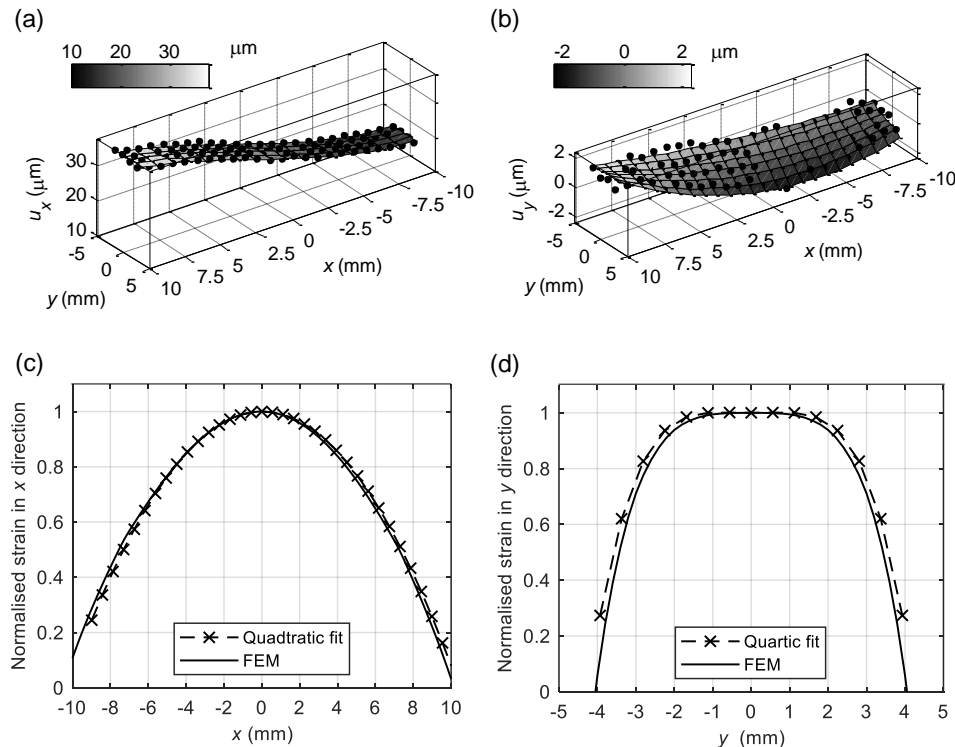 (a)
10 20 30 μm
30
20
10
u_x (μm)
-5
0
5
y (mm)
10
7.5
5
2.5
0
-2.5
-5
-7.5
-10
x (mm)
(b)
-2 0 2 μm
2
0
-2
u_y (μm)
-5
0
5
y (mm)
10
7.5
5
2.5
0
-2.5
-5
-7.5
-10
x (mm)
(c)
Normalised strain in x direction
1
0.8
0.6
0.4
0.2
0
Quadtratic fit
FEM
-10 -8 -6 -4 -2 0 2 4 6 8 10
x (mm)
(d)
Normalised strain in y direction
1
0.8
0.6
0.4
0.2
0
Quartic fit
FEM
-5 -4 -3 -2 -1 0 1 2 3 4 5
y (mm)